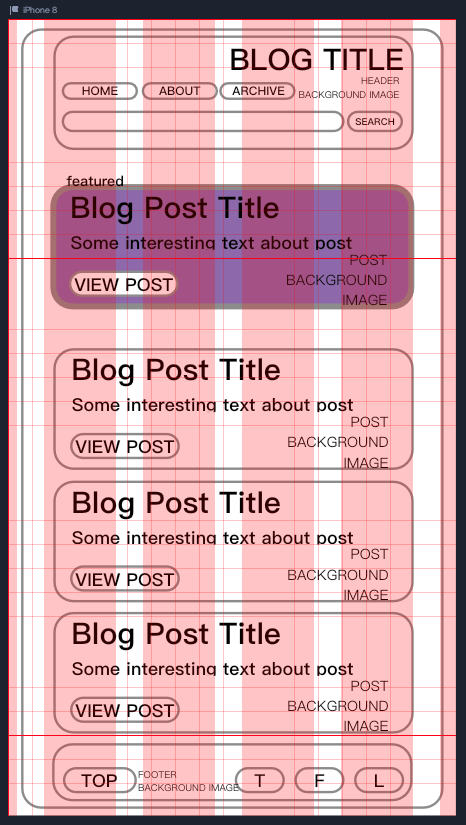 iPhone 8
BLOG TITLE
HEADER
BACKGROUND IMAGE
HOME
ABOUT
ARCHIVE
SEARCH
featured
Blog Post Title
Some interesting text about post
POST
BACKGROUND
IMAGE
VIEW POST
Blog Post Title
Some interesting text about post
POST
BACKGROUND
IMAGE
VIEW POST
Blog Post Title
Some interesting text about post
POST
BACKGROUND
IMAGE
VIEW POST
Blog Post Title
Some interesting text about post
POST
BACKGROUND
IMAGE
VIEW POST
TOP
FOOTER
BACKGROUND IMAGE
T
F
L